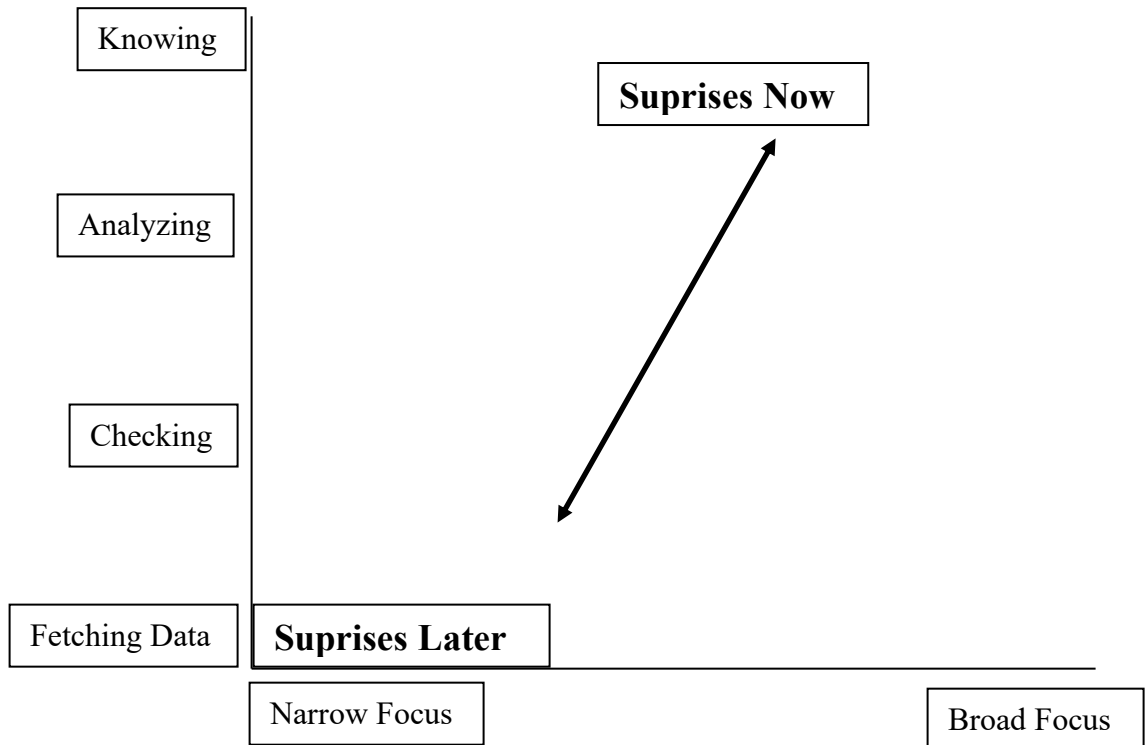 Knowing
Suprises Now
Analyzing
Checking
Fetching Data
Suprises Later
Narrow Focus
Broad Focus